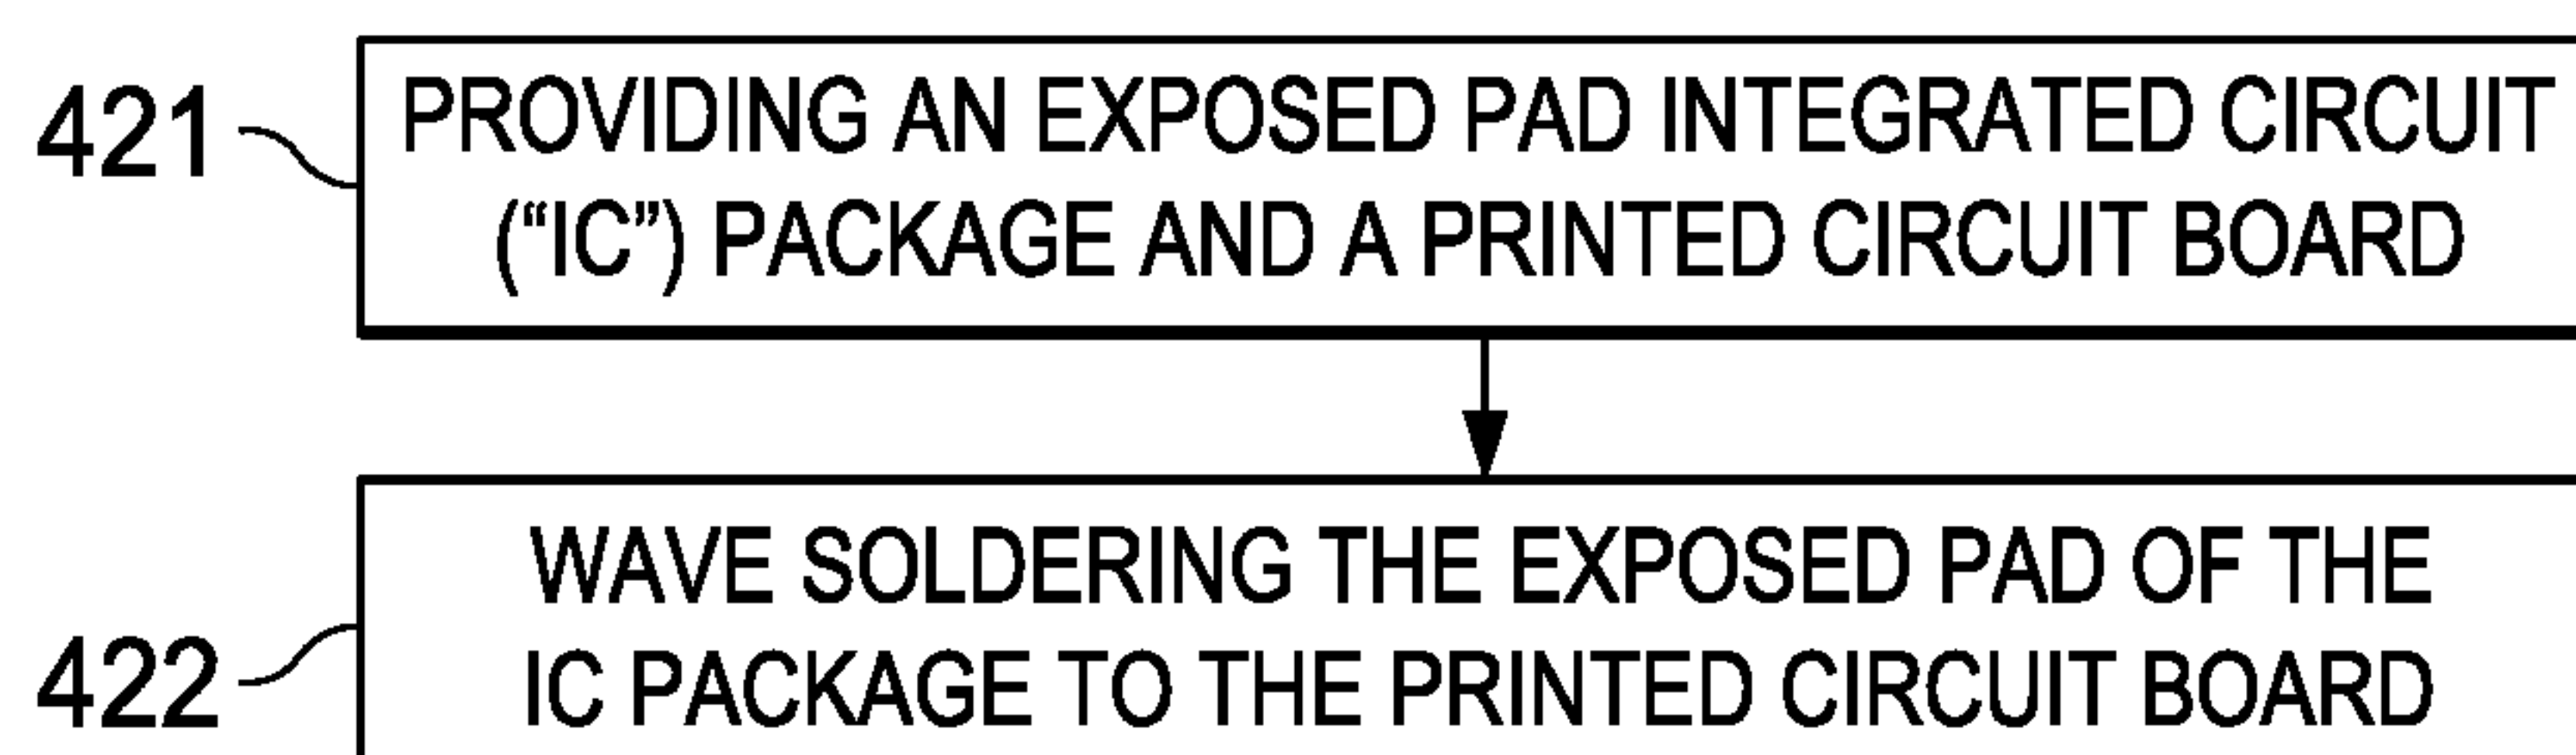 421
PROVIDING AN EXPOSED PAD INTEGRATED CIRCUIT
(“IC”) PACKAGE AND A PRINTED CIRCUIT BOARD
WAVE SOLDERING THE EXPOSED PAD OF THE
422
IC PACKAGE TO THE PRINTED CIRCUIT BOARD